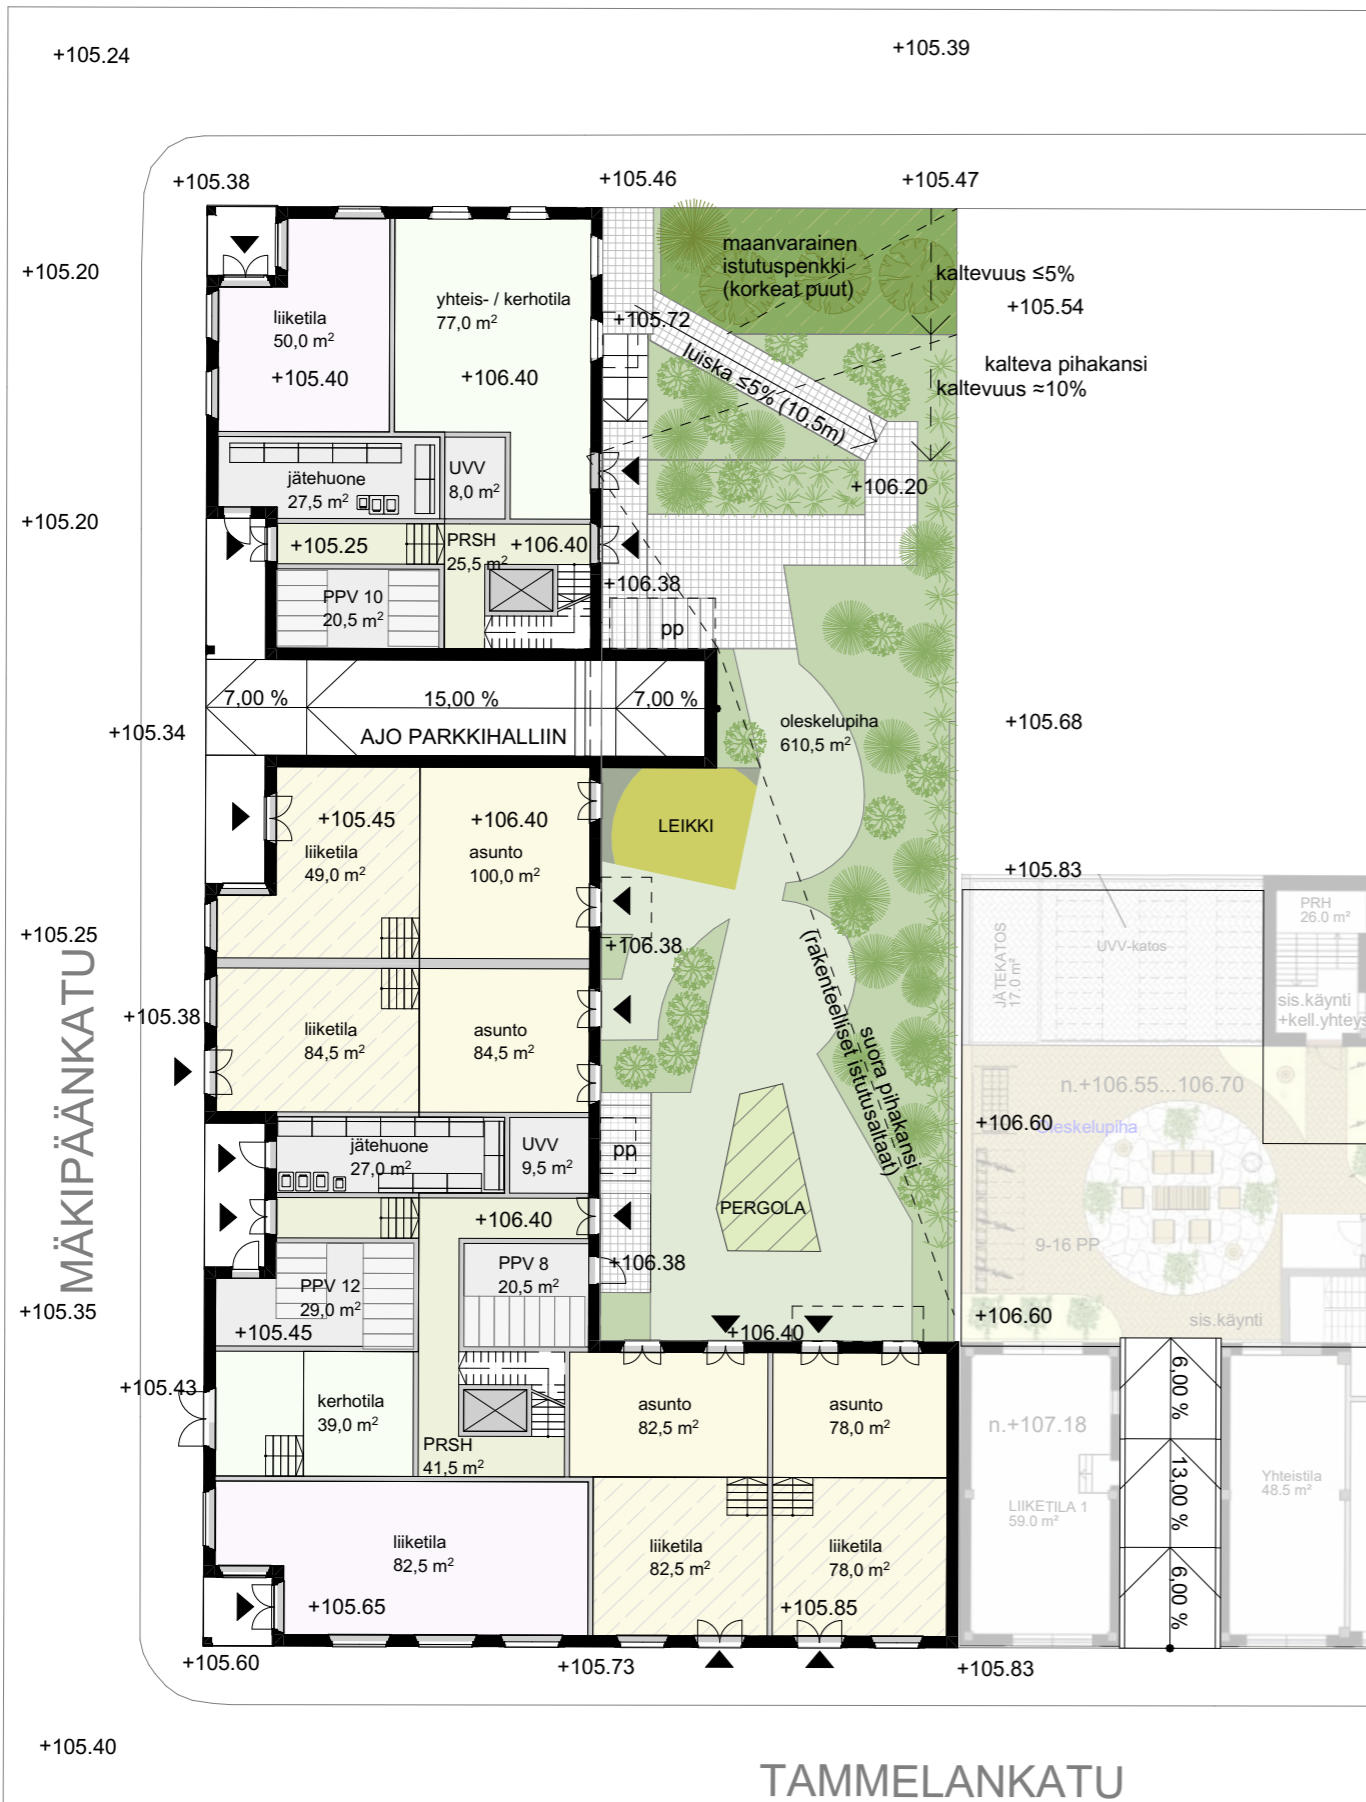 +105.24
+105.39
+105.38
+105.46
+105.47
+105.20
maanvarainen
istutuspenkki
(korkeat puut)
kaltevuus ≤5%
+105.54
yhteis- / kerhotila
77,0 m²
liiketila
50,0 m²
+105.72
luiska ≤5% (10,5m)
kalteva pihakansi
kaltevuus ≈10%
+105.40
+106.40
jätehuone
27,5 m²
UVV
8,0 m²
+106.20
+105.20
+105.25
PRSH
25,5 m²
+106.40
+106.38
PPV 10
20,5 m²
pp
7,00 %
15,00 %
7,00 %
+105.34
AJO PARKKIHALLIIN
oleskelupiha
610,5 m²
+105.68
+105.45
liiketila
49,0 m²
+106.40
asunto
100,0 m²
LEIKKI
+105.83
PRH
26.0 m²
+105.25
+106.38
JÄTEKATOS
17.0 m²
UVV-katos
(rakenteelliset istutusaltaat)
suora pihakansi
sis.käynti
+kell.yhteys
+105.38
liiketila
84,5 m²
asunto
84,5 m²
MÄKIPÄÄNKATU
n.+106.55...106.70
+106.60
oleskelupiha
jätehuone
27,0 m²
UVV
9,5 m²
pp
PERGOLA
+106.40
9-16 PP
PPV 12
29,0 m²
PPV 8
20,5 m²
+106.38
+105.35
+105.45
+106.40
+106.60
sis.käynti
+105.43
kerhotila
39,0 m²
asunto
82,5 m²
asunto
78,0 m²
6,00 %
n.+107.18
PRSH
41,5 m²
13,00 %
LIIKETILA 1
59.0 m²
Yhteistila
48.5 m²
liiketila
82,5 m²
liiketila
82,5 m²
liiketila
78,0 m²
6,00 %
+105.65
+105.85
+105.60
+105.73
+105.83
+105.40
TAMMELANKATU